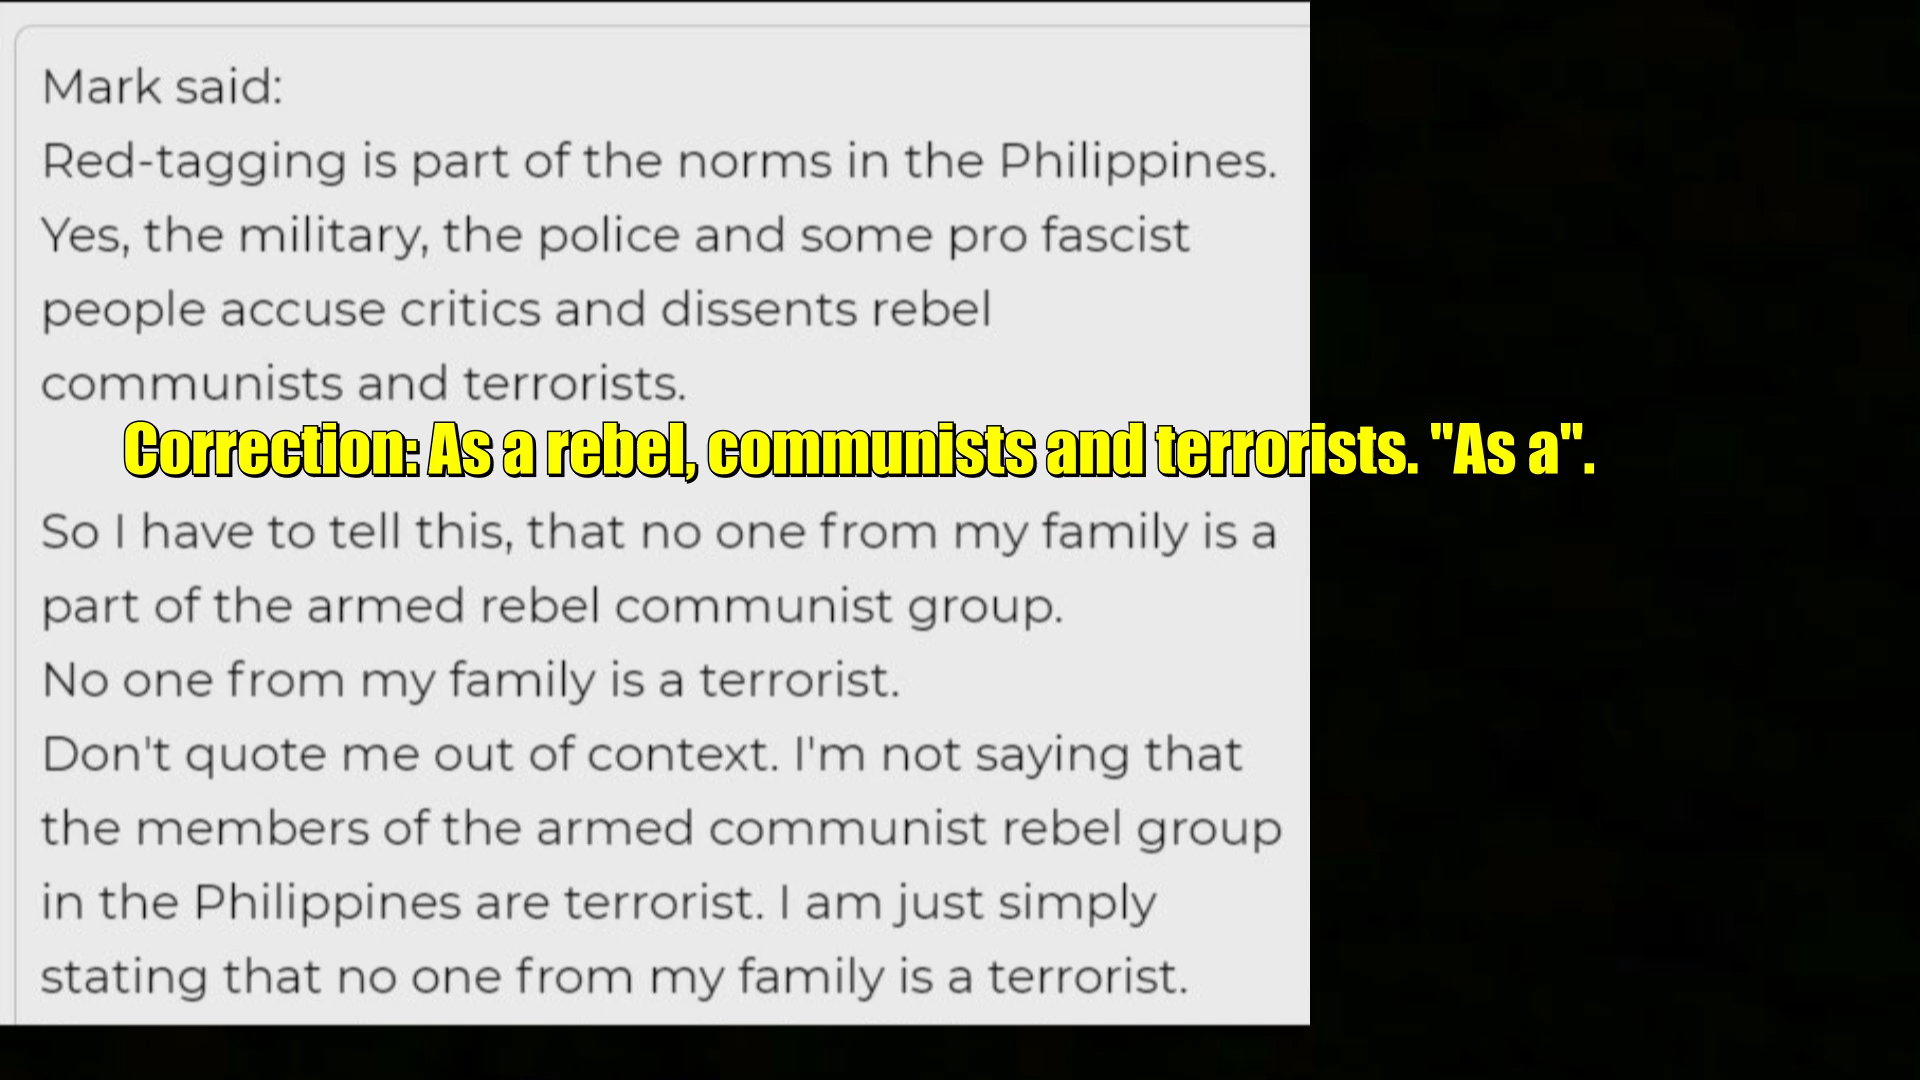 Mark said:
Red-tagging is part of the norms in the Philippines.
Yes, the military, the police and some pro fascist
people accuse critics and dissents rebel
communists and terrorists.
Correction: As a rebel, communists and terrorists. "As a".
So I have to tell this, that no one from my family is a
part of the armed rebel communist group.
No one from my family is a terrorist.
Don't quote me out of context. I'm not saying that
the members of the armed communist rebel group
in the Philippines are terrorist. I am just simply
stating that no one from my family is a terrorist.